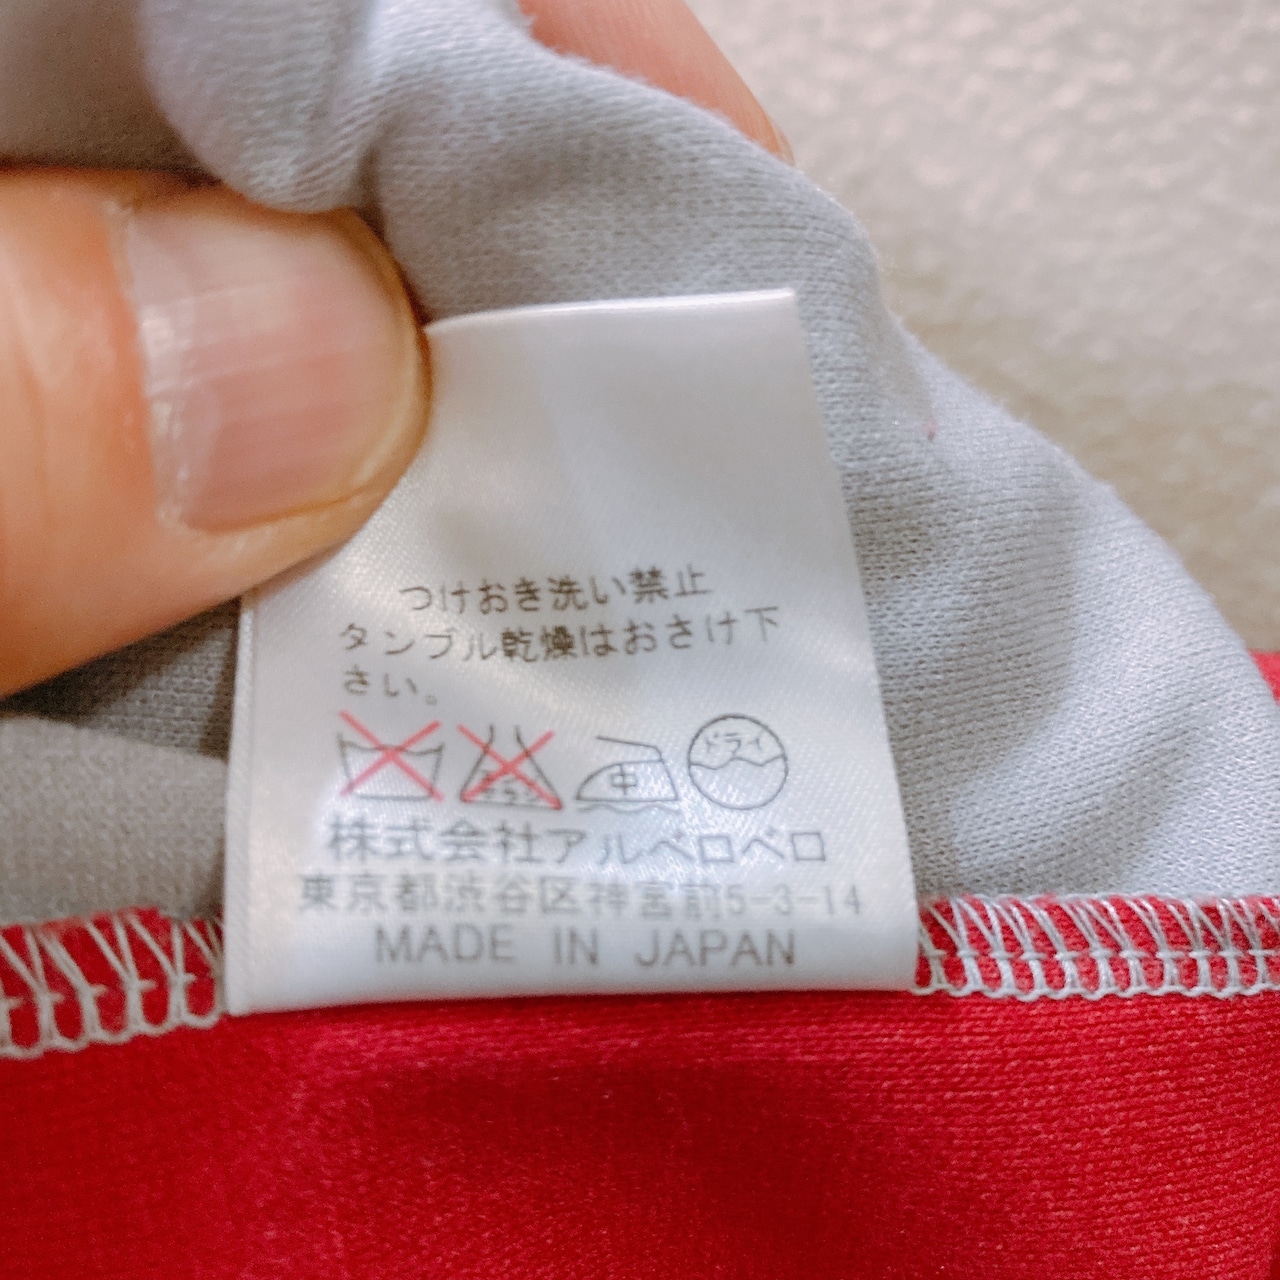 つけおき洗い禁止
タンブル乾燥はおさけ下
さい。
中 ドライ
株式会社アルベロベロ
東京都渋谷区神宮前5-3-14
MADE IN JAPAN